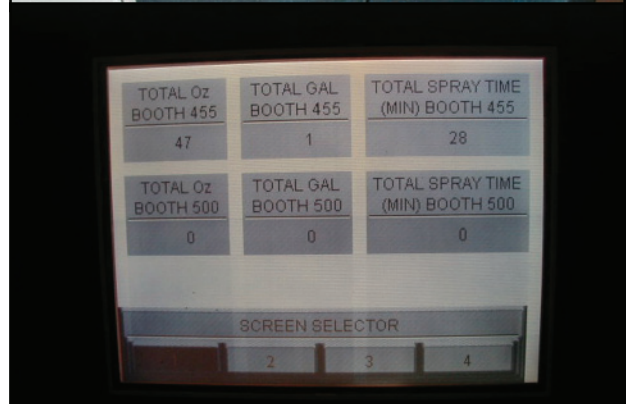 TOTAL Oz
BOOTH 455
47
TOTAL GAL
BOOTH 455
1
TOTAL SPRAY TIME
(MIN) BOOTH 455
28
TOTAL Oz
BOOTH 500
0
TOTAL GAL
BOOTH 500
0
TOTAL SPRAY TIME
(MIN) BOOTH 500
0
SCREEN SELECTOR
2
3
4